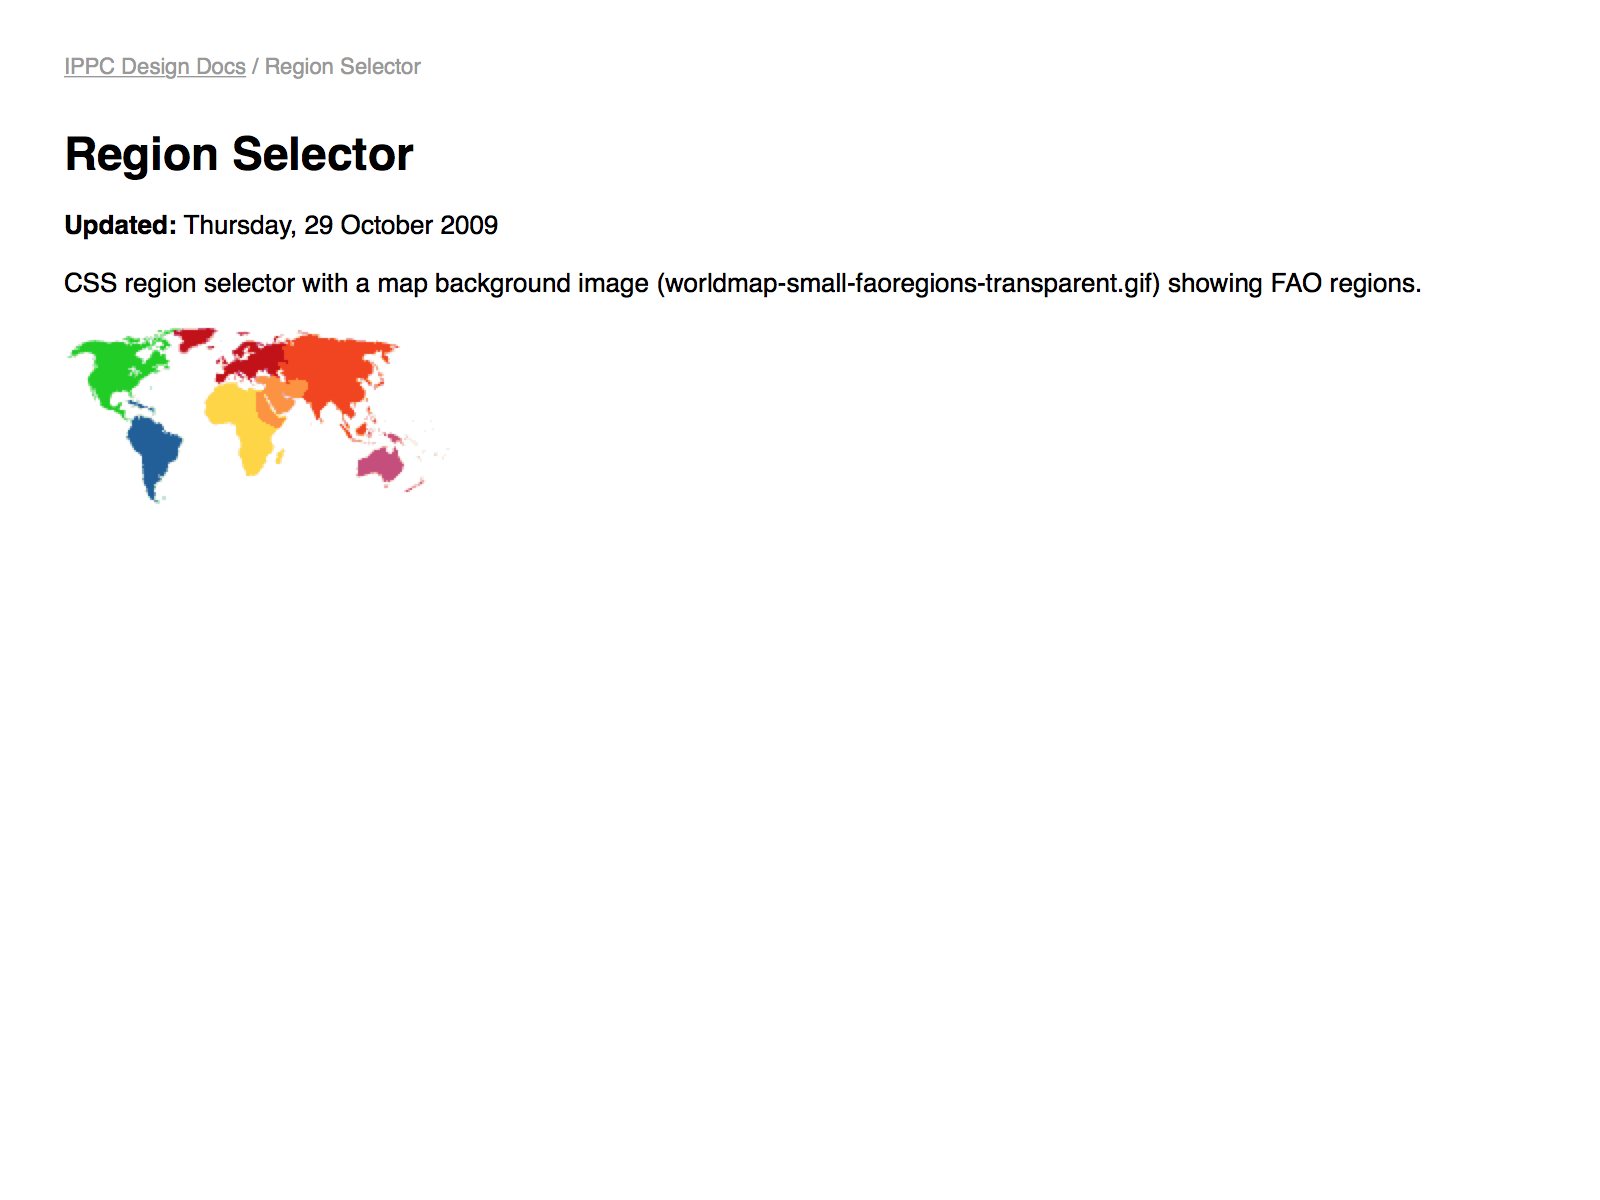 IPPC Design Docs / Region Selector
Region Selector
Updated: Thursday, 29 October 2009
CSS region selector with a map background image (worldmap-small-faoregions-transparent.gif) showing FAO regions.